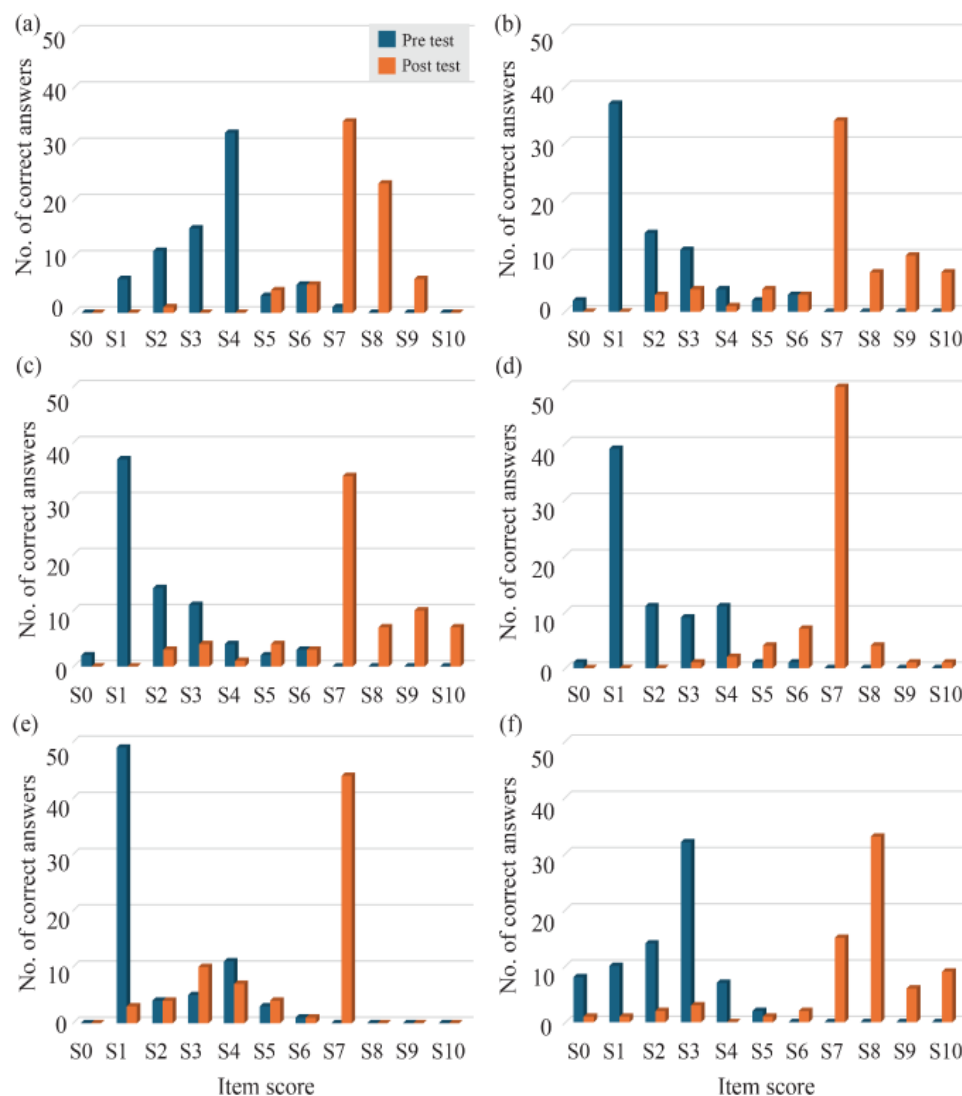 (a)
50
40
30
20
10
0
No. of correct answers
Pre test
Post test
S0 S1 S2 S3 S4 S5 S6 S7 S8 S9 S10
(b)
50
40
30
20
10
0
No. of correct answers
S0 S1 S2 S3 S4 S5 S6 S7 S8 S9 S10
(c)
50
40
30
20
10
0
No. of correct answers
S0 S1 S2 S3 S4 S5 S6 S7 S8 S9 S10
(d)
50
40
30
20
10
0
No. of correct answers
S0 S1 S2 S3 S4 S5 S6 S7 S8 S9 S10
(e)
50
40
30
20
10
0
No. of correct answers
S0 S1 S2 S3 S4 S5 S6 S7 S8 S9 S10
Item score
(f)
50
40
30
20
10
0
No. of correct answers
S0 S1 S2 S3 S4 S5 S6 S7 S8 S9 S10
Item score